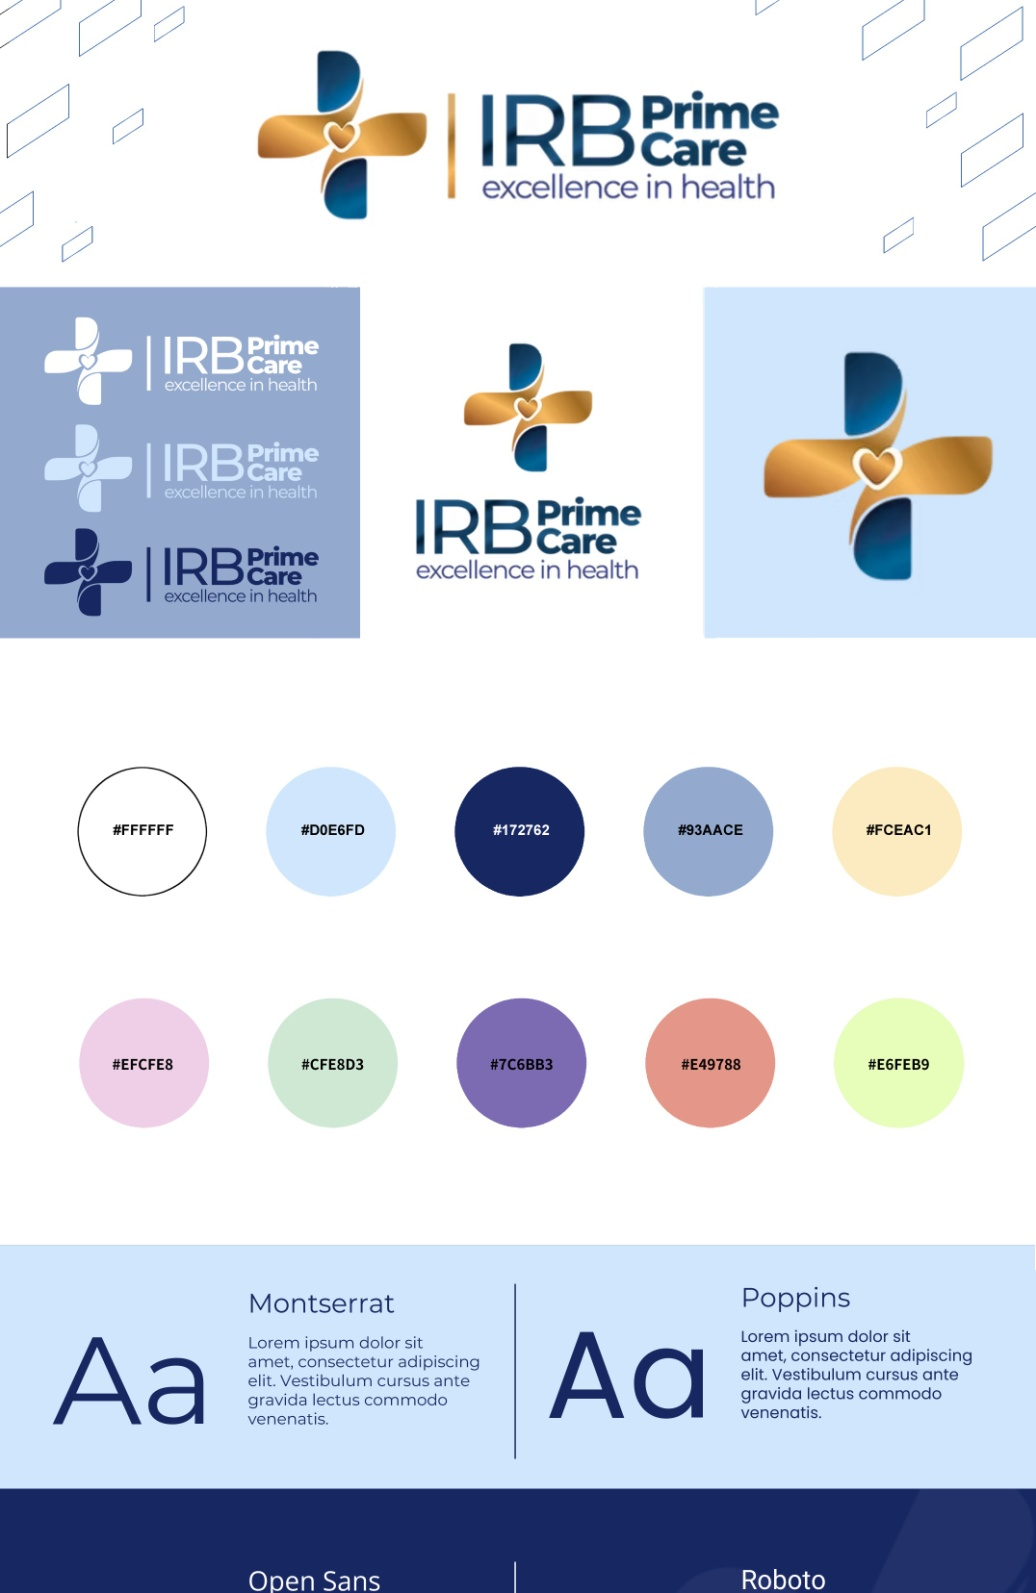 IRB Prime Care
excellence in health
IRB Prime Care
excellence in health
IRB Prime Care
excellence in health
IRB Prime Care
excellence in health
IRB Prime Care
excellence in health
#FFFFFF
#D0E6FD
#172762
#93AACE
#FCEAC1
#EFCFE8
#CFE8D3
#7C6BB3
#E49788
#E6FEB9
Aa
Montserrat
Lorem ipsum dolor sit
amet, consectetur adipiscing
elit. Vestibulum cursus ante
gravida lectus commodo
venenatis.
Aa
Poppins
Lorem ipsum dolor sit
amet, consectetur adipiscing
elit. Vestibulum cursus ante
gravida lectus commodo
venenatis.
Open Sans
Roboto